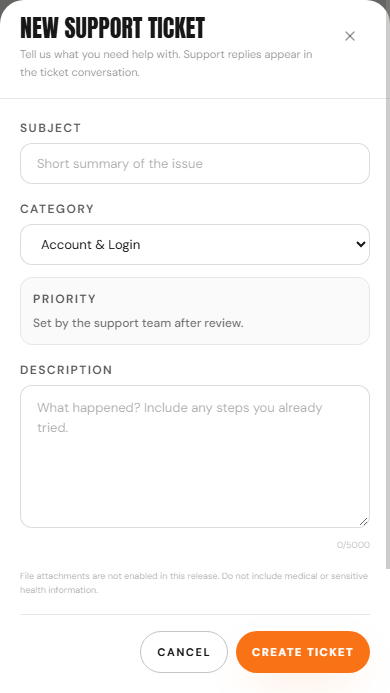 NEW SUPPORT TICKET
Tell us what you need help with. Support replies appear in
the ticket conversation.
SUBJECT
Short summary of the issue
CATEGORY
Account & Login
PRIORITY
Set by the support team after review.
DESCRIPTION
What happened? Include any steps you already
tried.
0/5000
File attachments are not enabled in this release. Do not include medical or sensitive
health information.
CANCEL
CREATE TICKET